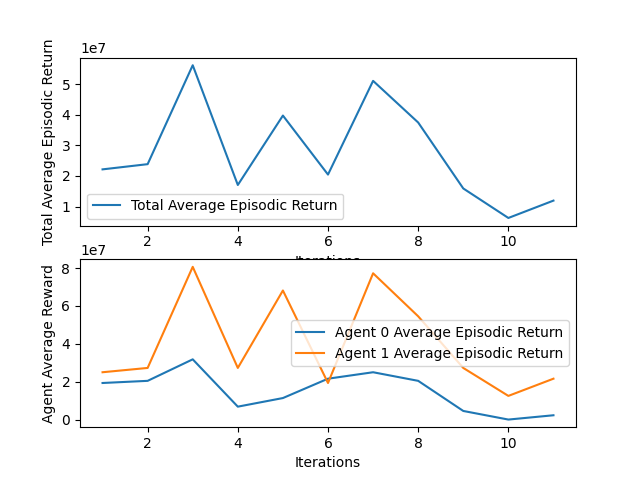 1e7
Total Average Episodic Return
5
4
3
2
1
Total Average Episodic Return
2 4 6 8 10
Iterations
1e7
Agent Average Reward
8
6
4
2
0
Agent 0 Average Episodic Return
Agent 1 Average Episodic Return
2 4 6 8 10
Iterations